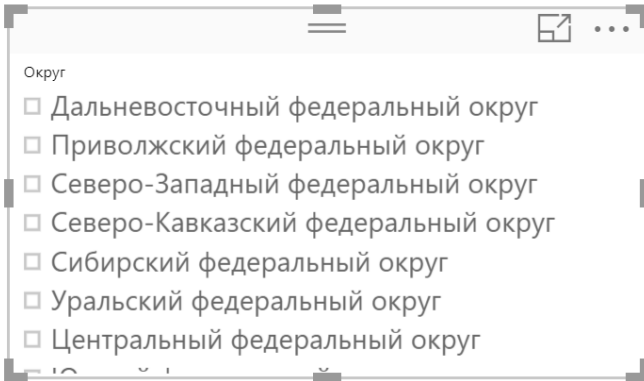 Округ
Дальневосточный федеральный округ
Приволжский федеральный округ
Северо-Западный федеральный округ
Северо-Кавказский федеральный округ
Сибирский федеральный округ
Уральский федеральный округ
Центральный федеральный округ